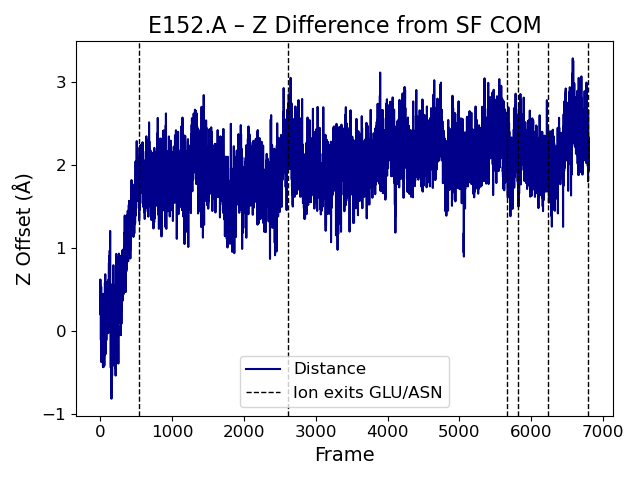 E152.A – Z Difference from SF COM
Z Offset (Å)
3
2
1
0
−1
Distance
Ion exits GLU/ASN
0 1000 2000 3000 4000 5000 6000 7000
Frame